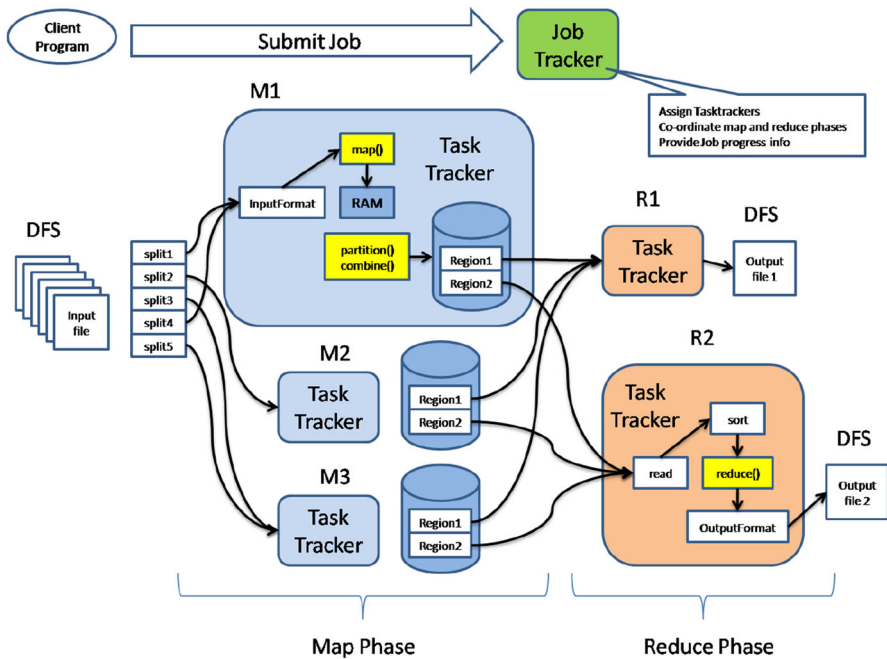 Client
Program
Submit Job
Job
Tracker
Assign Tasktrackers
Co-ordinate map and reduce phases
Provide Job progress info
M1
map()
Task
Tracker
InputFormat
RAM
partition()
combine()
Region1
Region2
DFS
Input
file
split1
split2
split3
split4
split5
R1
Task
Tracker
DFS
Output
file 1
M2
Task
Tracker
Region1
Region2
M3
Task
Tracker
Region1
Region2
R2
Task
Tracker
sort
read
reduce()
OutputFormat
DFS
Output
file 2
Map Phase
Reduce Phase